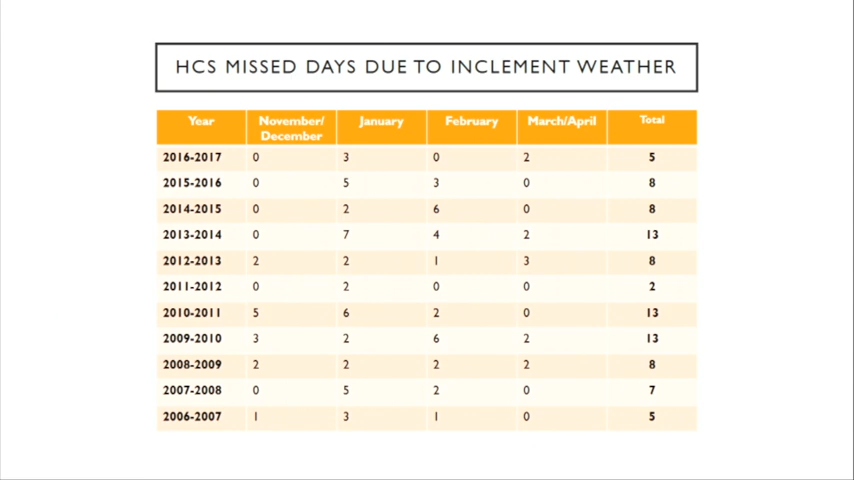 HCS MISSED DAYS DUE TO INCLEMENT WEATHER
Year November/ January February March/April Total
December
2016-2017 0 3 0 2 5
2015-2016 0 5 3 0 8
2014-2015 0 2 6 0 8
2013-2014 0 7 4 2 13
2012-2013 2 2 1 3 8
2011-2012 0 2 0 0 2
2010-2011 5 6 2 0 13
2009-2010 3 2 6 2 13
2008-2009 2 2 2 2 8
2007-2008 0 5 2 0 7
2006-2007 1 3 1 0 5